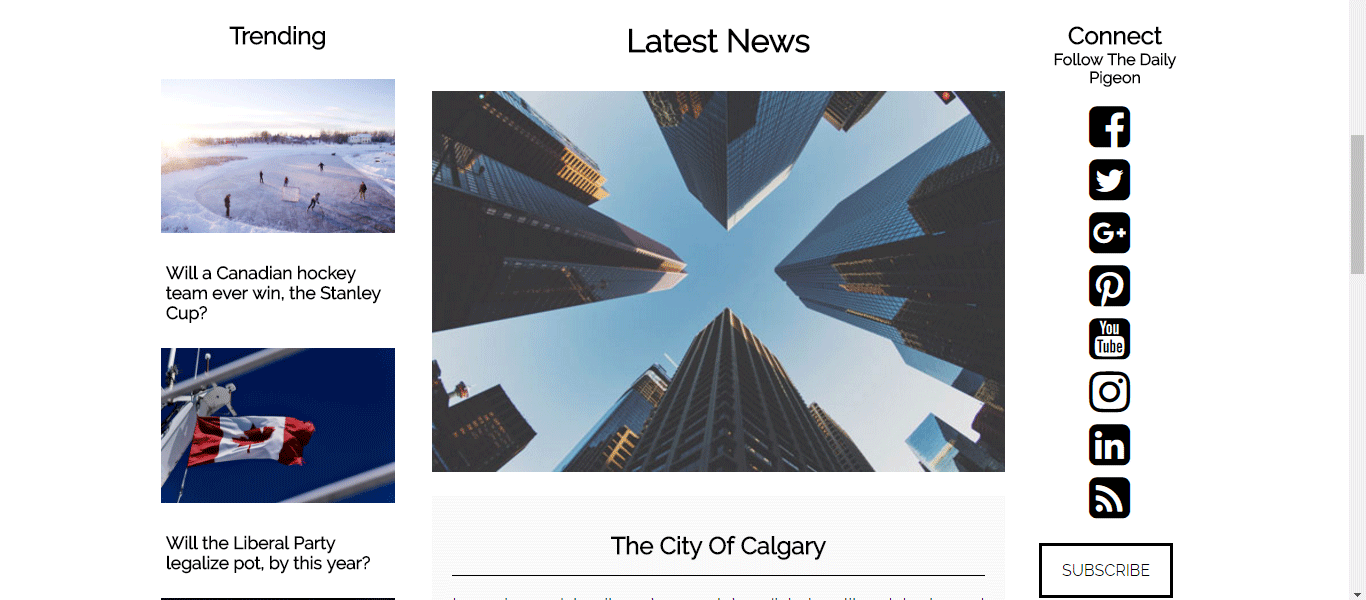 Trending
Will a Canadian hockey
team ever win, the Stanley
Cup?
Will the Liberal Party
legalize pot, by this year?
Latest News
The City Of Calgary
Connect
Follow The Daily
Pigeon
You
Tube
in
SUBSCRIBE